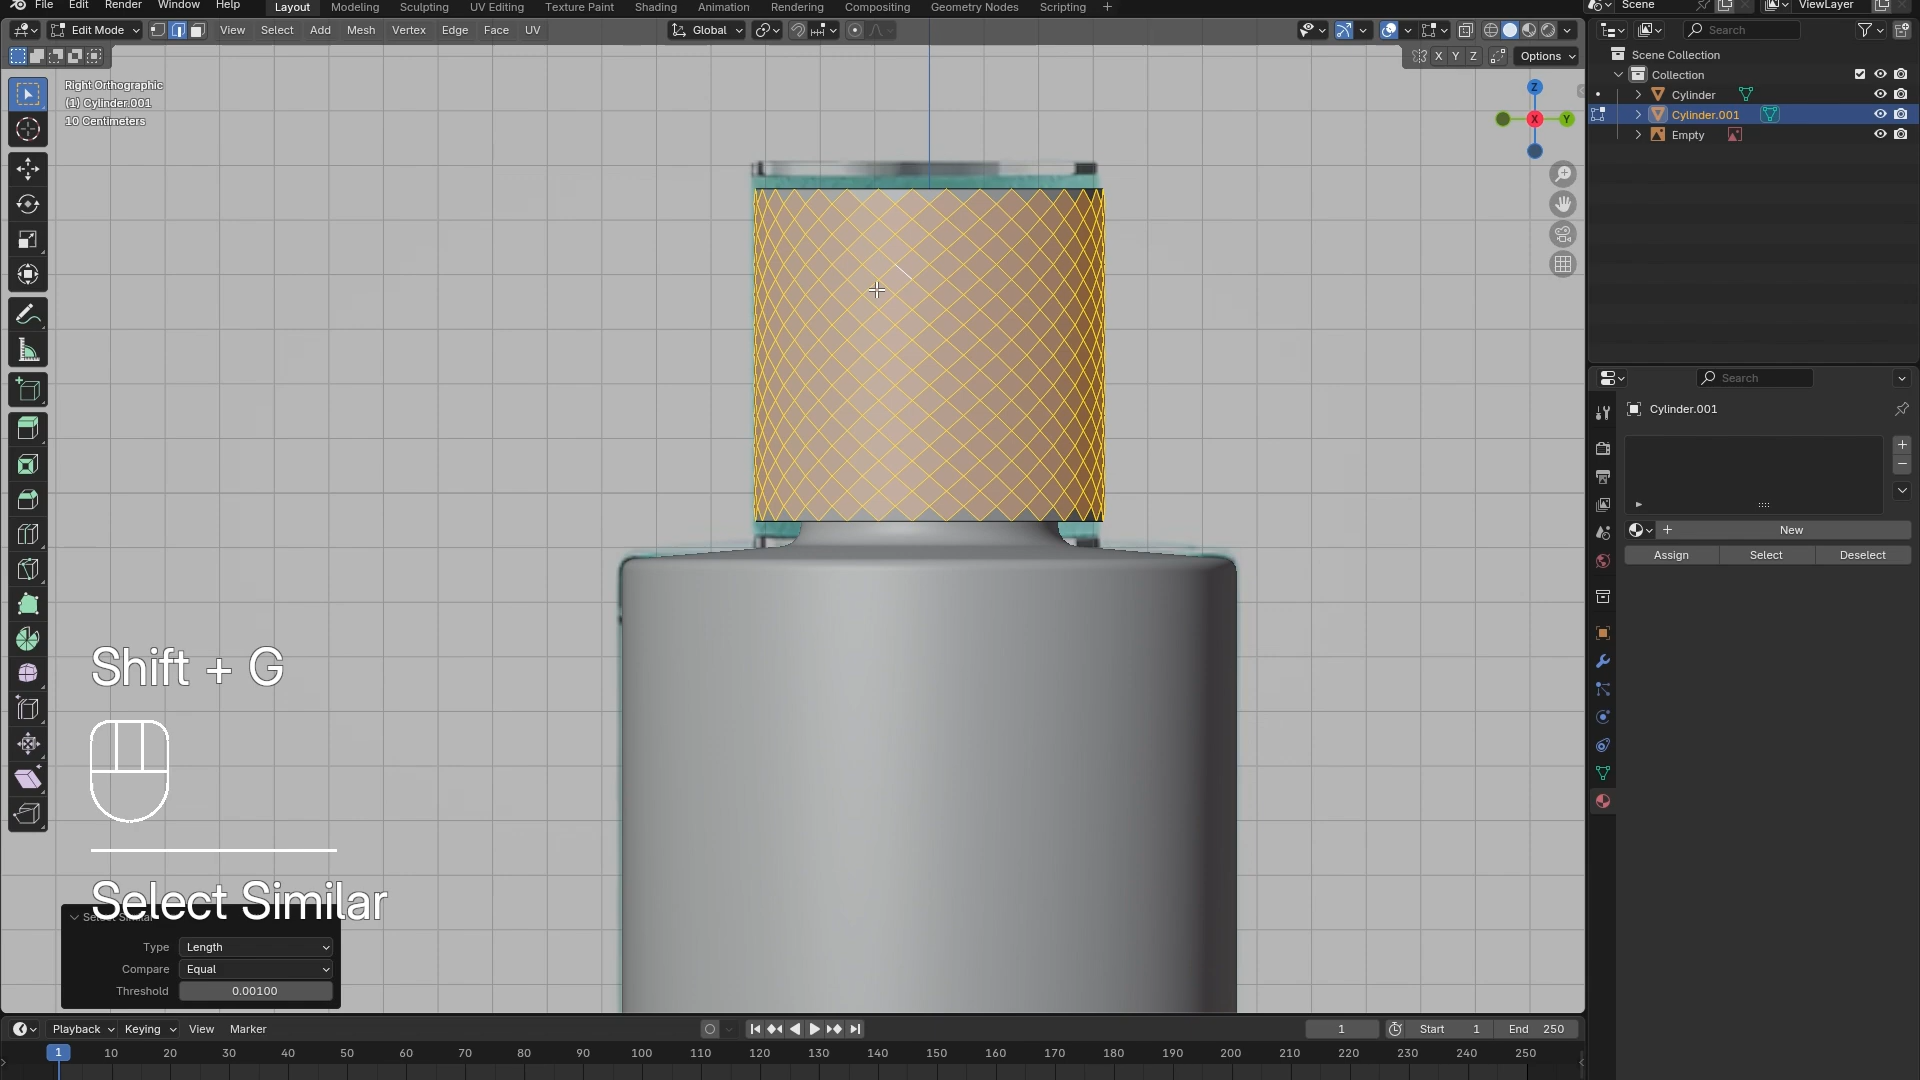 File Edit Render Window Help Layout Modeling Sculpting UV Editing Texture Paint Shading Animation Rendering Compositing Geometry Nodes Scripting + Scene ViewLayer
Edit Mode View Select Add Mesh Vertex Edge Face UV Global Search
X Y Z Options
Right Orthographic
(1) Cylinder.001
10 Centimeters
Z
X
Y
Scene Collection
Collection
Cylinder
Cylinder.001
Empty
Search
Cylinder.001
+ New
Assign Select Deselect
Shift + G
Select Similar
Select Similar
Type Length
Compare Equal
Threshold 0.00100
Playback Keying View Marker 1 Start 1 End 250
1 10 20 30 40 50 60 70 80 90 100 110 120 130 140 150 160 170 180 190 200 210 220 230 240 250